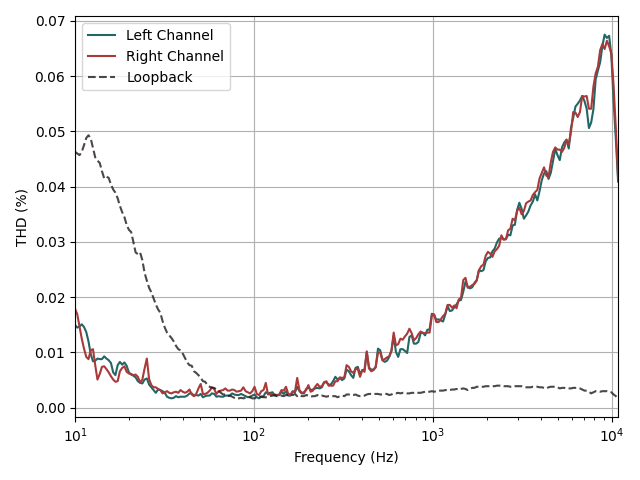 Left Channel
Right Channel
Loopback
THD (%)
0.07
0.06
0.05
0.04
0.03
0.02
0.01
0.00
10¹
10²
10³
10⁴
Frequency (Hz)